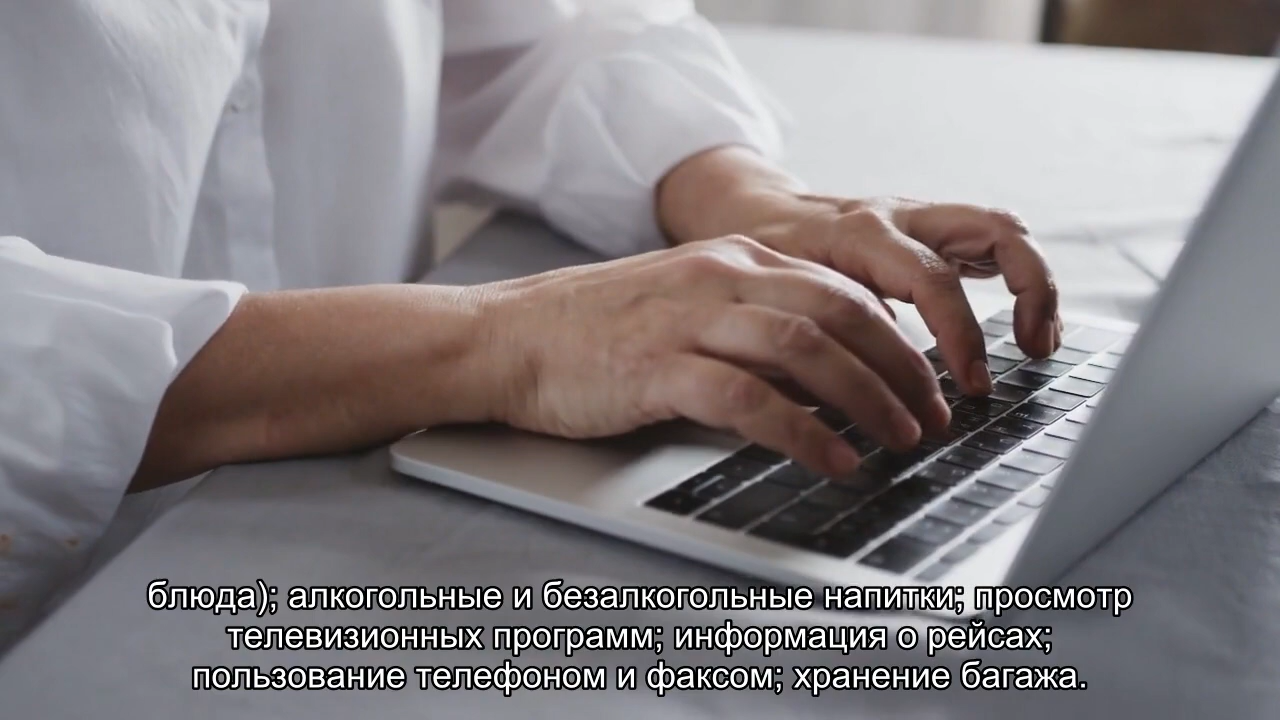 блюда); алкогольные и безалкогольные напитки; просмотр
телевизионных программ; информация о рейсах;
пользование телефоном и факсом; хранение багажа.